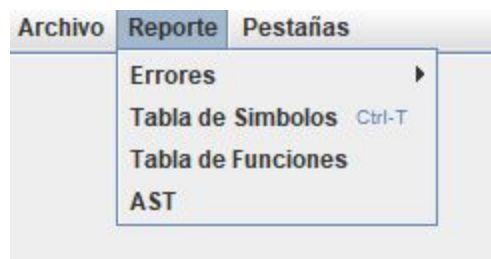 Archivo Reporte Pestañas
Errores
Tabla de Simbolos Ctrl-T
Tabla de Funciones
AST